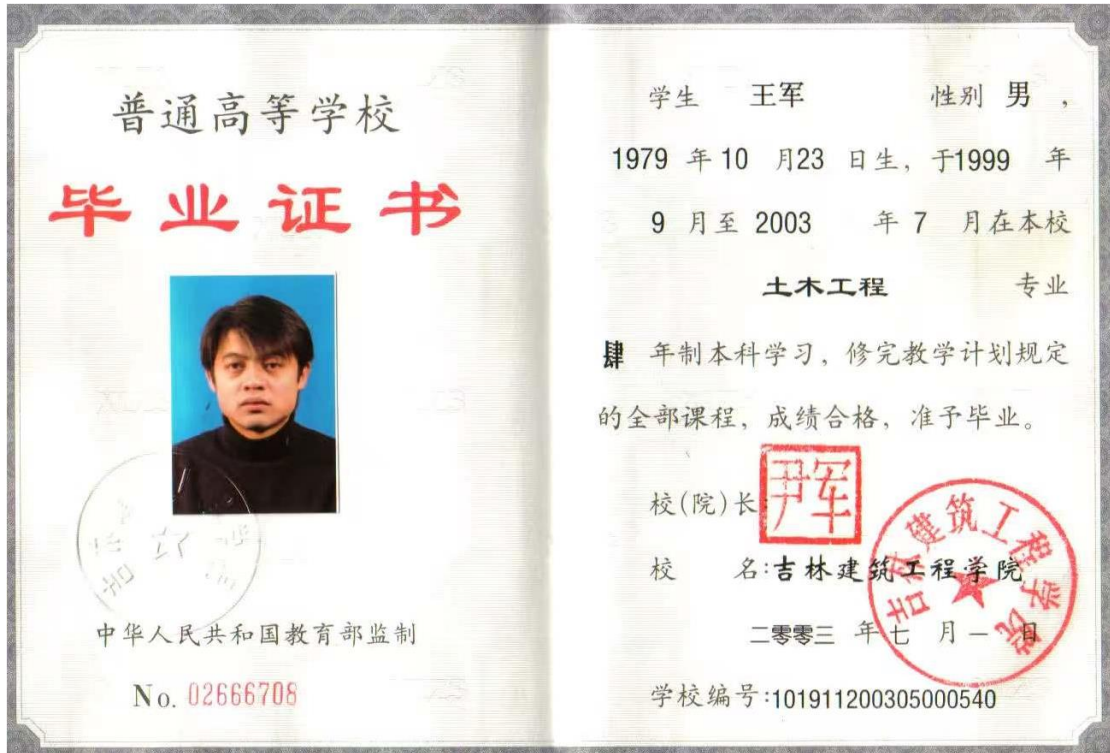 普通高等学校
毕业证书
中华人民共和国教育部监制
No. 02666708
学生 王军 性别 男，
1979 年 10 月 23 日生，于1999 年
9 月至 2003 年 7 月在本校
土木工程 专业
肆 年制本科学习，修完教学计划规定
的全部课程，成绩合格，准予毕业。
校(院)长:
尹军
校 名:吉林建筑工程学院
吉林建筑工程学院
二零零三 年七 月一 日
学校编号:101911200305000540